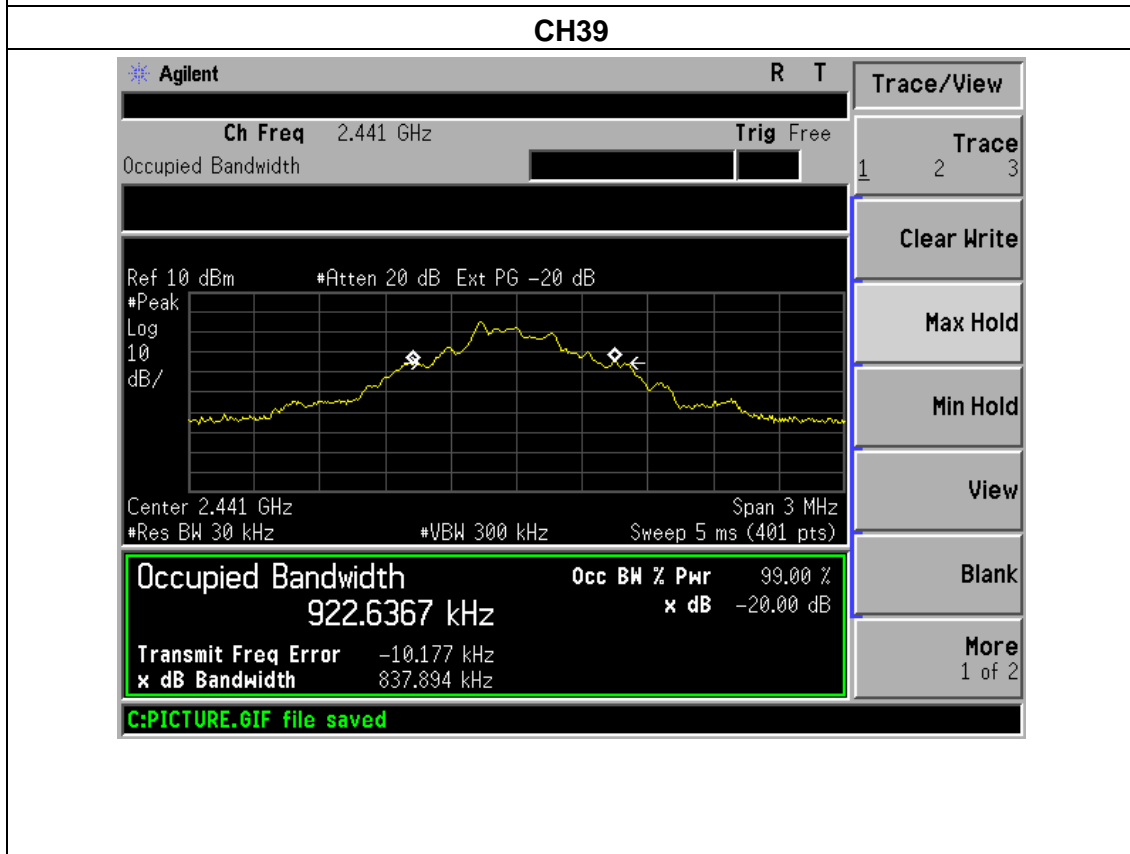 CH39
Agilent R T
Trace/View
Ch Freq 2.441 GHz Trig Free
Occupied Bandwidth
Trace
1 2 3
Clear Write
Ref 10 dBm #Atten 20 dB Ext PG -20 dB
#Peak
Log
10
dB/
Max Hold
Min Hold
View
Center 2.441 GHz Span 3 MHz
#Res BW 30 kHz #VBW 300 kHz Sweep 5 ms (401 pts)
Occupied Bandwidth Occ BW % Pwr 99.00 %
922.6367 kHz x dB -20.00 dB
Blank
Transmit Freq Error -10.177 kHz
x dB Bandwidth 837.894 kHz
More
1 of 2
C:PICTURE.GIF file saved